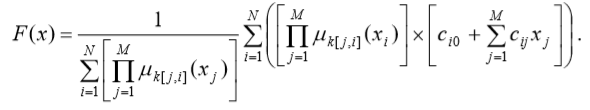 F(x) = \frac{1}{\sum_{i=1}^{N}\left[\prod_{j=1}^{M}\mu_{k[j,i]}(x_j)\right]} \sum_{i=1}^{N}\left(\left[\prod_{j=1}^{M}\mu_{k[j,i]}(x_i)\right]\times\left[c_{i0}+\sum_{j=1}^{M}c_{ij}x_j\right]\right).